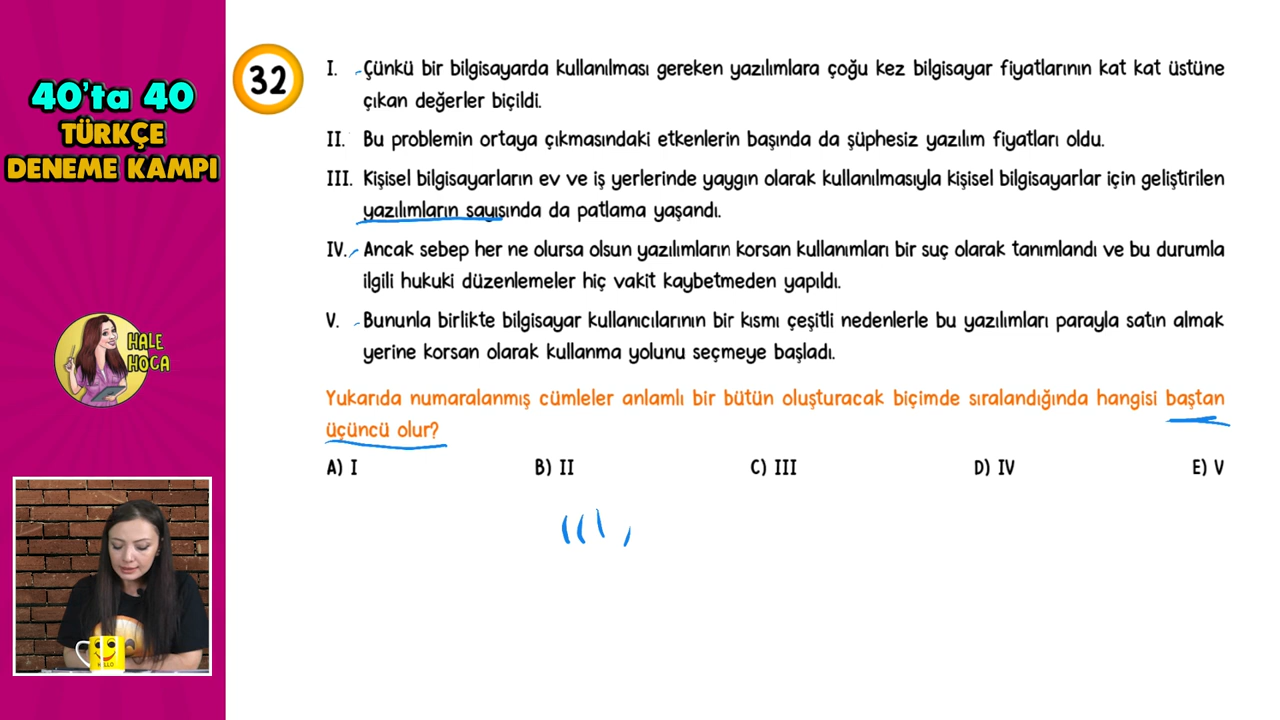 40'ta 40
TÜRKÇE
DENEME KAMPI
HALE
HOCA
HELLO
32
I. Çünkü bir bilgisayarda kullanılması gereken yazılımlara çoğu kez bilgisayar fiyatlarının kat kat üstüne
çıkan değerler biçildi.
II. Bu problemin ortaya çıkmasındaki etkenlerin başında da şüphesiz yazılım fiyatları oldu.
III. Kişisel bilgisayarların ev ve iş yerlerinde yaygın olarak kullanılmasıyla kişisel bilgisayarlar için geliştirilen
yazılımların sayısında da patlama yaşandı.
IV. Ancak sebep her ne olursa olsun yazılımların korsan kullanımları bir suç olarak tanımlandı ve bu durumla
ilgili hukuki düzenlemeler hiç vakit kaybetmeden yapıldı.
V. Bununla birlikte bilgisayar kullanıcılarının bir kısmı çeşitli nedenlerle bu yazılımları parayla satın almak
yerine korsan olarak kullanma yolunu seçmeye başladı.
Yukarıda numaralanmış cümleler anlamlı bir bütün oluşturacak biçimde sıralandığında hangisi baştan
üçüncü olur?
A) I B) II C) III D) IV E) V
III,